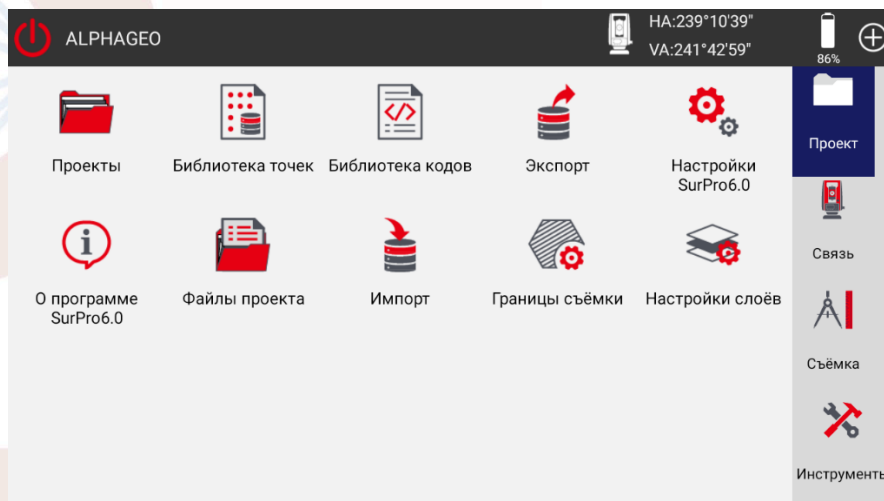 ALPHAGEO
HA:239°10'39"
VA:241°42'59"
86%
Проекты
Библиотека точек
Библиотека кодов
Экспорт
Настройки
SurPro6.0
О программе
SurPro6.0
Файлы проекта
Импорт
Границы съёмки
Настройки слоёв
Проект
Связь
Съёмка
Инструменты